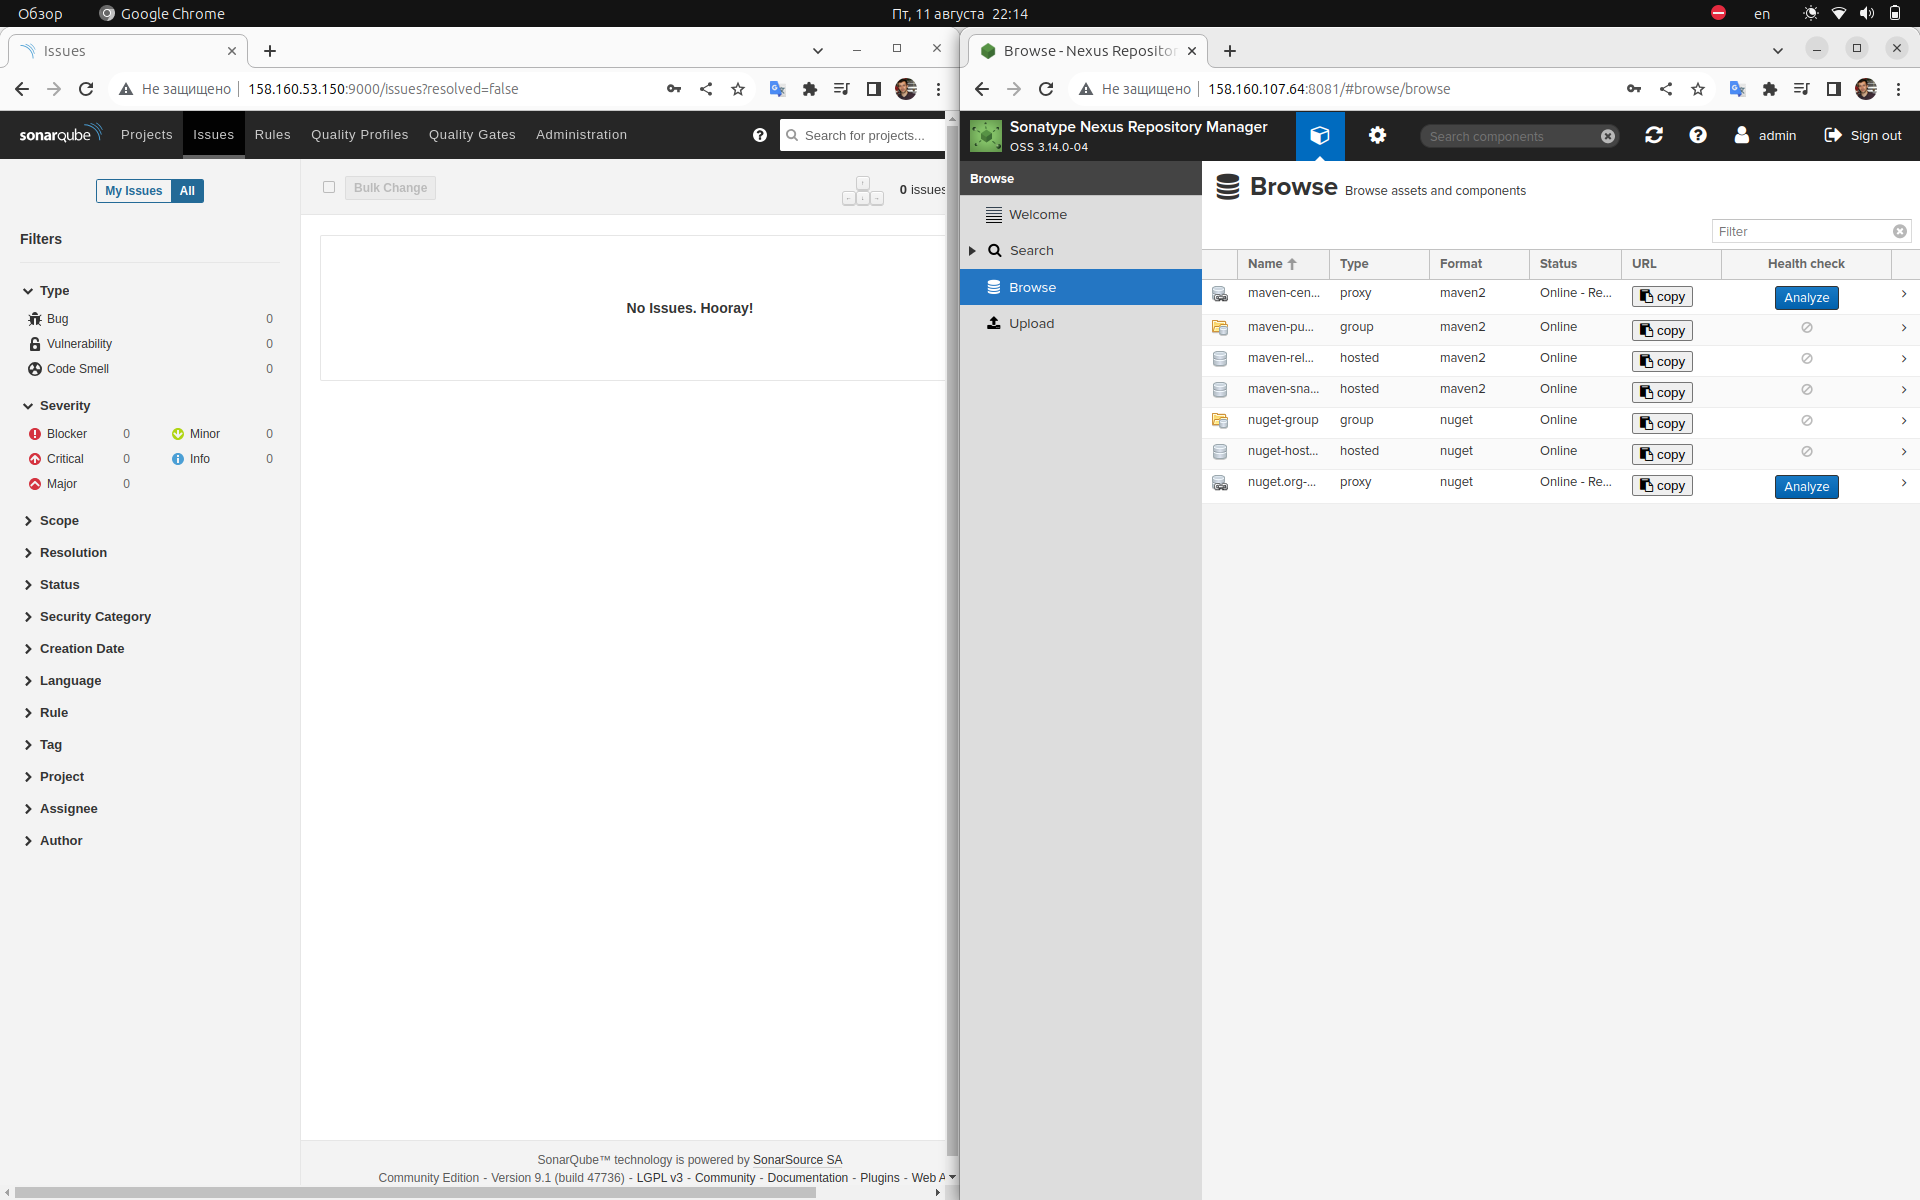 Обзор
Google Chrome
Пт, 11 августа 22:14
en
Issues
Не защищено
158.160.53.150:9000/issues?resolved=false
sonarqube
Projects
Issues
Rules
Quality Profiles
Quality Gates
Administration
Search for projects...
My Issues
All
Bulk Change
0 issues
Filters
No Issues. Hooray!
Type
Bug 0
Vulnerability 0
Code Smell 0
Severity
Blocker 0 Minor 0
Critical 0 Info 0
Major 0
Scope
Resolution
Status
Security Category
Creation Date
Language
Rule
Tag
Project
Assignee
Author
SonarQube™ technology is powered by SonarSource SA
Community Edition - Version 9.1 (build 47736) - LGPL v3 - Community - Documentation - Plugins - Web A
Browse - Nexus Repositor
Не защищено
158.160.107.64:8081/#browse/browse
Sonatype Nexus Repository Manager
OSS 3.14.0-04
Search components
admin
Sign out
Browse
Welcome
Search
Browse
Upload
Browse Browse assets and components
Filter
Name Type Format Status URL Health check
maven-cen... proxy maven2 Online - Re... copy Analyze
maven-pu... group maven2 Online copy
maven-rel... hosted maven2 Online copy
maven-sna... hosted maven2 Online copy
nuget-group group nuget Online copy
nuget-host... hosted nuget Online copy
nuget.org-... proxy nuget Online - Re... copy Analyze